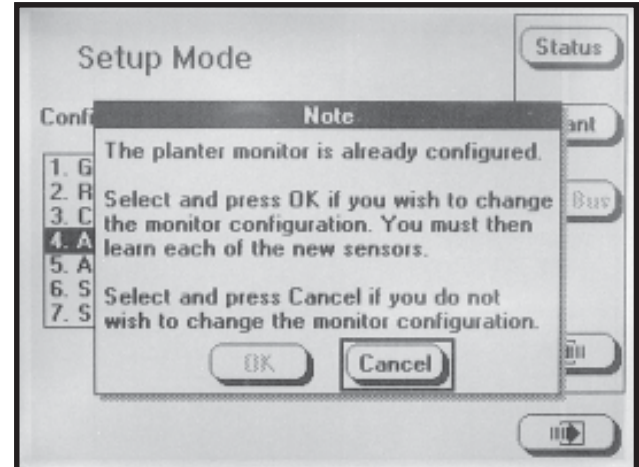 Setup Mode
Status
Confi
Note
ant
The planter monitor is already configured.
Select and press OK if you wish to change
the monitor configuration. You must then
learn each of the new sensors.
Select and press Cancel if you do not
wish to change the monitor configuration.
OK
Cancel
1. G
2. R
3. C
4. A
5. A
6. S
7. S
Bus